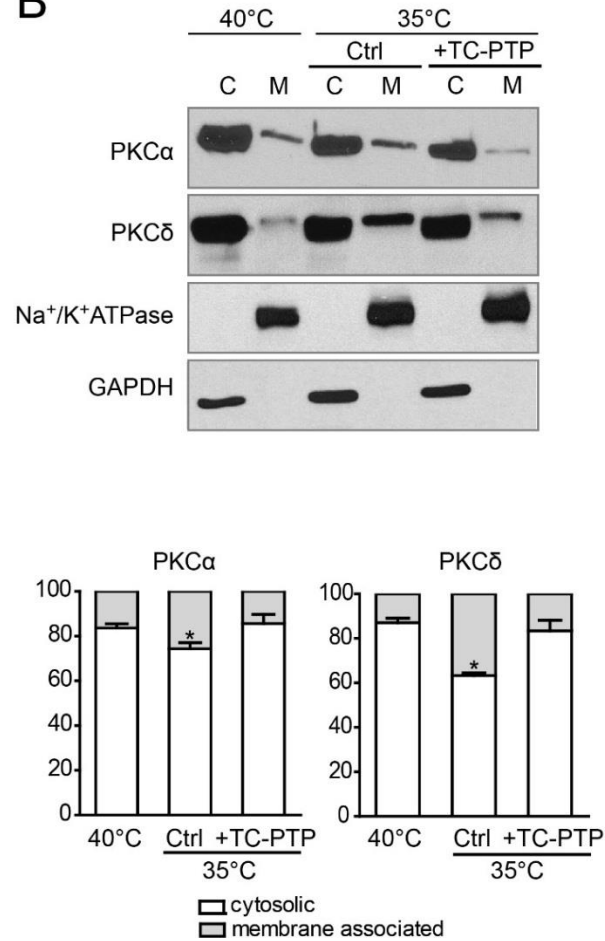 B
40°C 35°C
Ctrl +TC-PTP
C M C M C M
PKCα
PKCδ
Na⁺/K⁺ATPase
GAPDH
PKCα PKCδ
100 100
80 80
* *
60 60
40 40
20 20
0 0
40°C Ctrl +TC-PTP 40°C Ctrl +TC-PTP
35°C 35°C
cytosolic
membrane associated